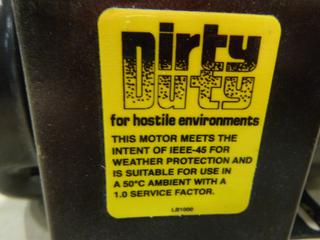 Dirty
Duty
for hostile environments
THIS MOTOR MEETS THE
INTENT OF IEEE-45 FOR
WEATHER PROTECTION AND
IS SUITABLE FOR USE IN
A 50°C AMBIENT WITH A
1.0 SERVICE FACTOR.
LB1000